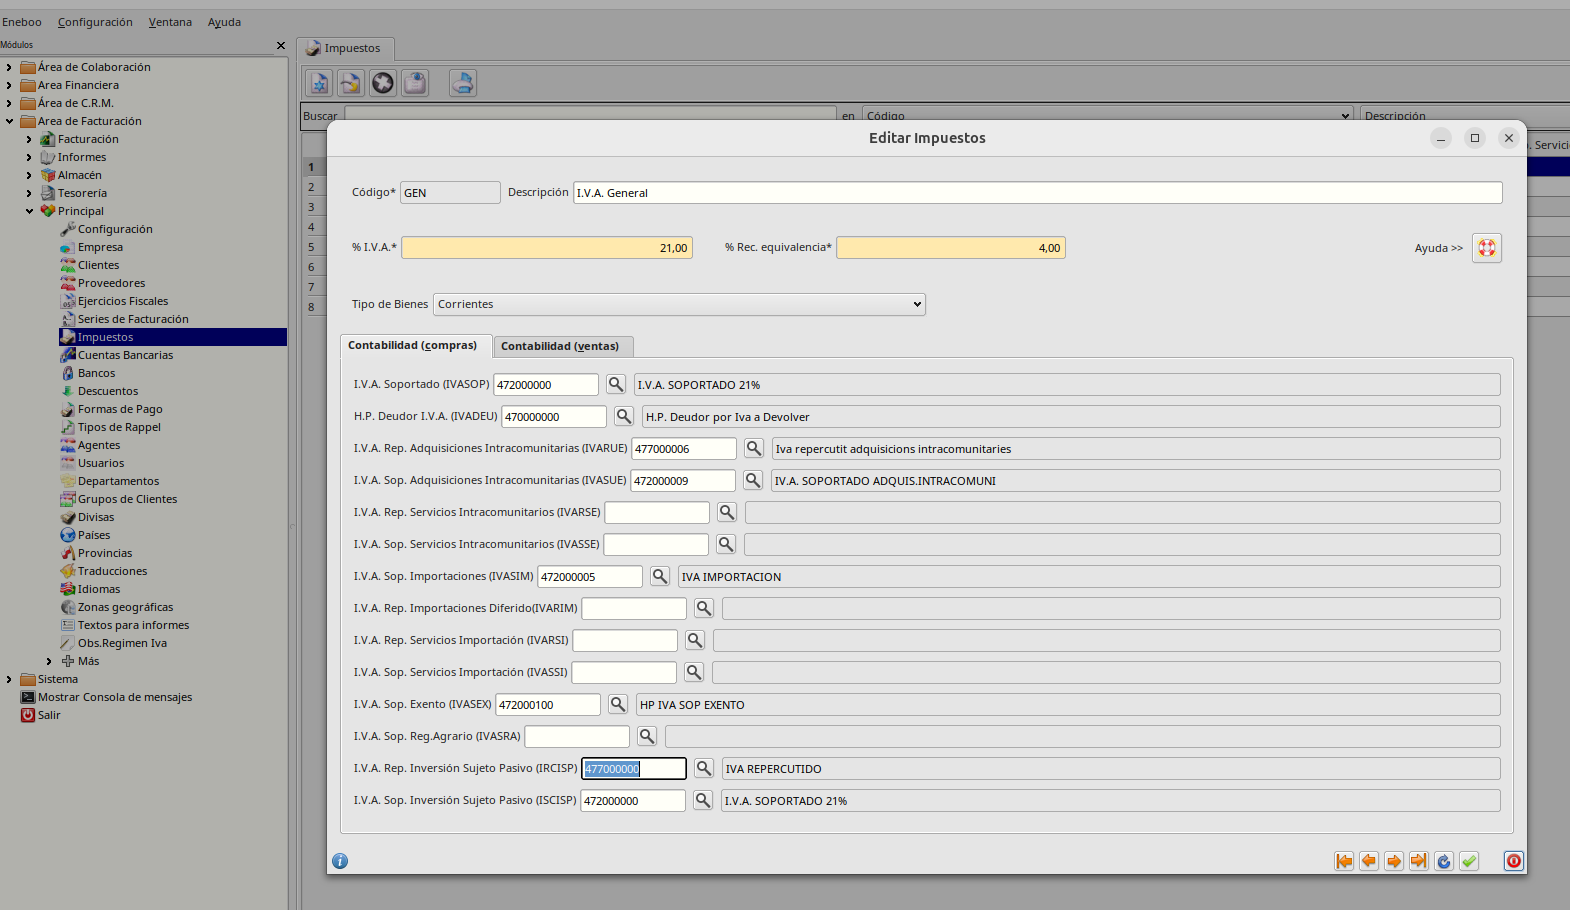 Eneboo Configuración Ventana Ayuda
Módulos
Impuestos
Área de Colaboración
Area Financiera
Área de C.R.M.
Area de Facturación
Facturación
Informes
Almacén
Tesorería
Principal
Configuración
Empresa
Clientes
Proveedores
Ejercicios Fiscales
Series de Facturación
Impuestos
Cuentas Bancarias
Bancos
Descuentos
Formas de Pago
Tipos de Rappel
Agentes
Usuarios
Departamentos
Grupos de Clientes
Divisas
Países
Provincias
Traducciones
Idiomas
Zonas geográficas
Textos para informes
Obs.Regimen Iva
Más
Sistema
Mostrar Consola de mensajes
Salir
Buscar en Código Descripción
1
2
3
4
5
6
7
8
Editar Impuestos
Código* GEN Descripción I.V.A. General
% I.V.A.* 21,00 % Rec. equivalencia* 4,00 Ayuda >>
Tipo de Bienes Corrientes
Contabilidad (compras) Contabilidad (ventas)
I.V.A. Soportado (IVASOP) 472000000 I.V.A. SOPORTADO 21%
H.P. Deudor I.V.A. (IVADEU) 470000000 H.P. Deudor por Iva a Devolver
I.V.A. Rep. Adquisiciones Intracomunitarias (IVARUE) 477000006 Iva repercutit adquisicions intracomunitaries
I.V.A. Sop. Adquisiciones Intracomunitarias (IVASUE) 472000009 IV.A. SOPORTADO ADQUIS.INTRACOMUNI
I.V.A. Rep. Servicios Intracomunitarios (IVARSE)
I.V.A. Sop. Servicios Intracomunitarios (IVASSE)
I.V.A. Sop. Importaciones (IVASIM) 472000005 IVA IMPORTACION
I.V.A. Rep. Importaciones Diferido(IVARIM)
I.V.A. Rep. Servicios Importación (IVARSI)
I.V.A. Sop. Servicios Importación (IVASSI)
I.V.A. Sop. Exento (IVASEX) 472000100 HP IVA SOP EXENTO
I.V.A. Sop. Reg.Agrario (IVASRA)
I.V.A. Rep. Inversión Sujeto Pasivo (IRCISP) 477000000 IVA REPERCUTIDO
I.V.A. Sop. Inversión Sujeto Pasivo (ISCISP) 472000000 I.V.A. SOPORTADO 21%